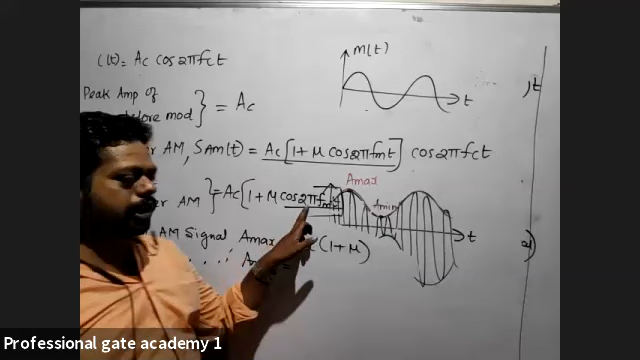 C(t) = Ac cos2πfct
m(t)
t
Peak Amp of
before mod } = Ac
AM, SAM(t) = Ac[1+μ cos2πfmt] cos2πfct
Amax
AM } = Ac[1+μ cos2πfm
Amin
t
AM Signal Amax (1+μ)
Professional gate academy 1